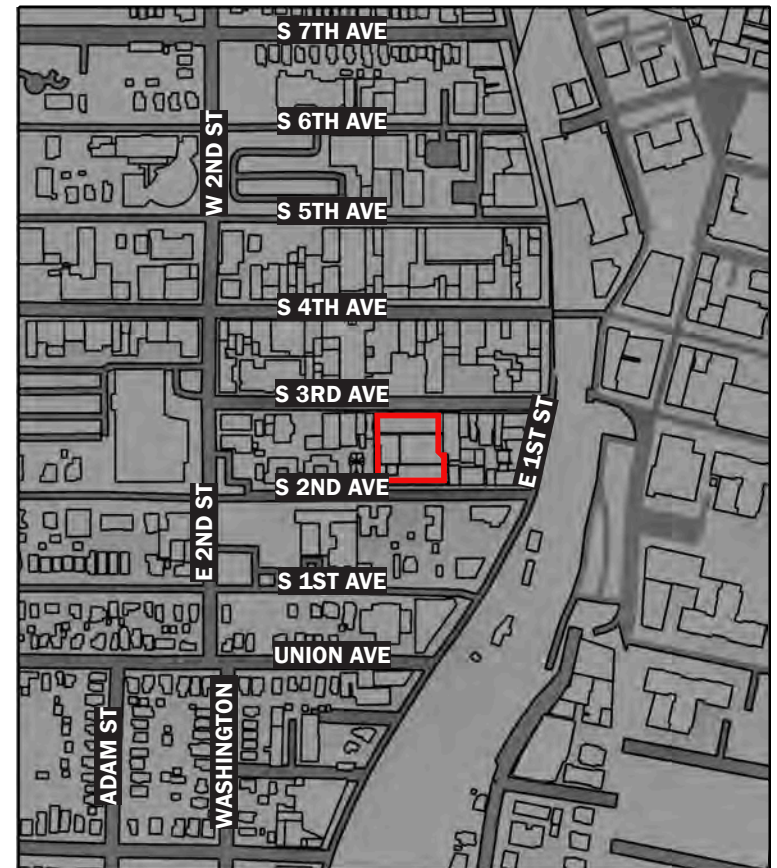 S 7TH AVE
S 6TH AVE
W 2ND ST
S 5TH AVE
S 4TH AVE
S 3RD AVE
E 1ST ST
S 2ND AVE
E 2ND ST
S 1ST AVE
UNION AVE
ADAM ST
WASHINGTON